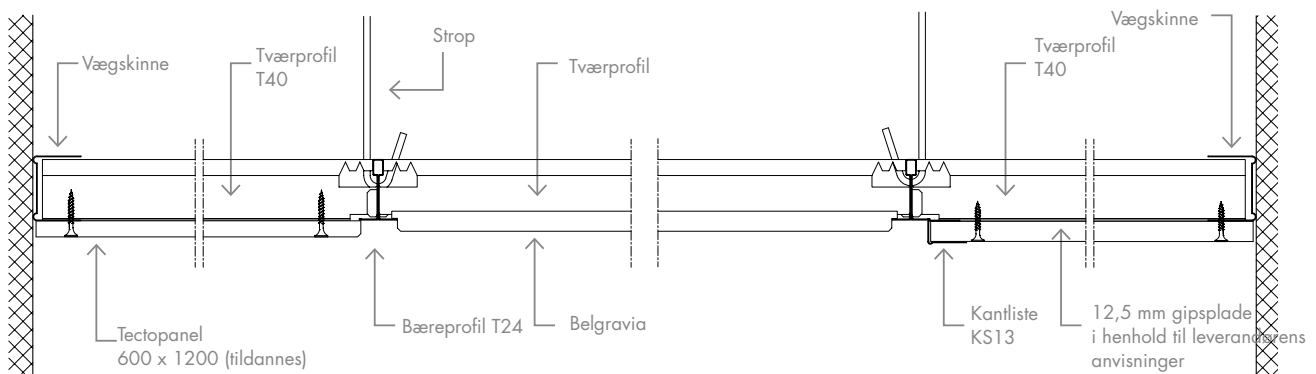 Vægskinne
Tværprofil
T40
Strop
Tværprofil
Tværprofil
T40
Vægskinne
Tectopanel
600 x 1200 (tildannes)
Bæreprofil T24
Belgravia
Kantliste
KS13
12,5 mm gipsplade
i henhold til leverandørens
anvisninger